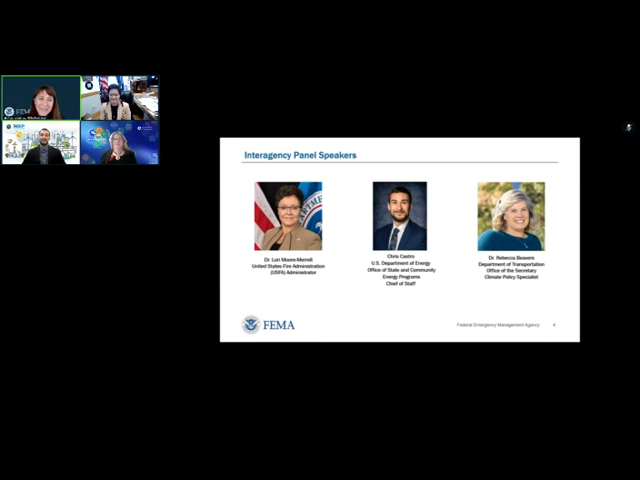 FEMA
Interagency Panel Speakers
Dr. Lori Moore-Merrell
United States Fire Administration
(USFA) Administrator
Chris Castro
U.S. Department of Energy
Office of State and Community
Energy Programs
Chief of Staff
Dr. Rebecca Beavers
Department of Transportation
Office of the Secretary
Climate Policy Specialist
FEMA
Federal Emergency Management Agency
4